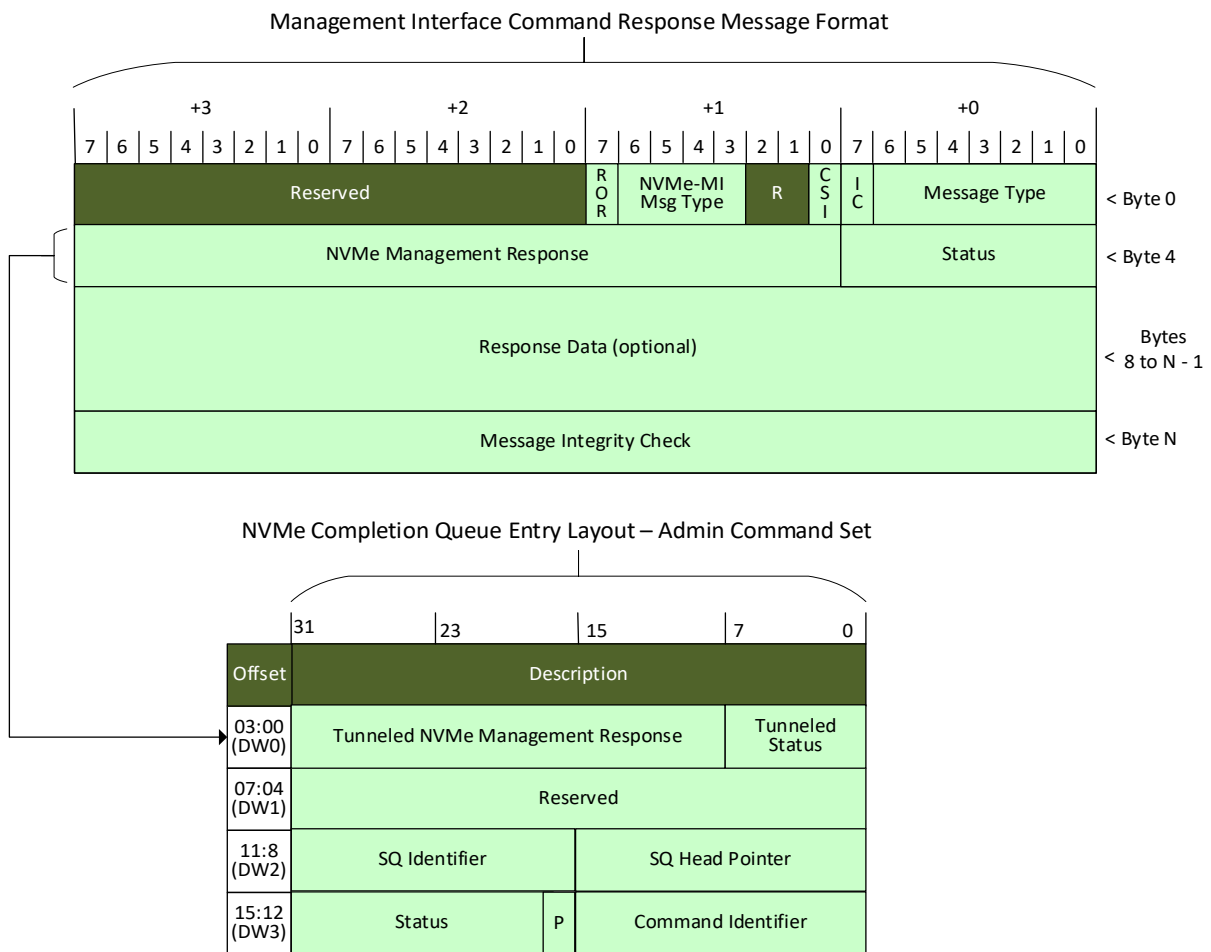 Management Interface Command Response Message Format
+3 +2 +1 +0
7 6 5 4 3 2 1 0 7 6 5 4 3 2 1 0 7 6 5 4 3 2 1 0 7 6 5 4 3 2 1 0
Reserved
R
O
R
NVMe-MI
Msg Type
R
C
S
I
I
C
Message Type
< Byte 0
NVMe Management Response
Status
< Byte 4
Response Data (optional)
Bytes
< 8 to N - 1
Message Integrity Check
< Byte N
NVMe Completion Queue Entry Layout – Admin Command Set
31 23 15 7 0
Offset
Description
03:00
(DW0)
Tunneled NVMe Management Response
Tunneled
Status
07:04
(DW1)
Reserved
11:8
(DW2)
SQ Identifier
SQ Head Pointer
15:12
(DW3)
Status
P
Command Identifier